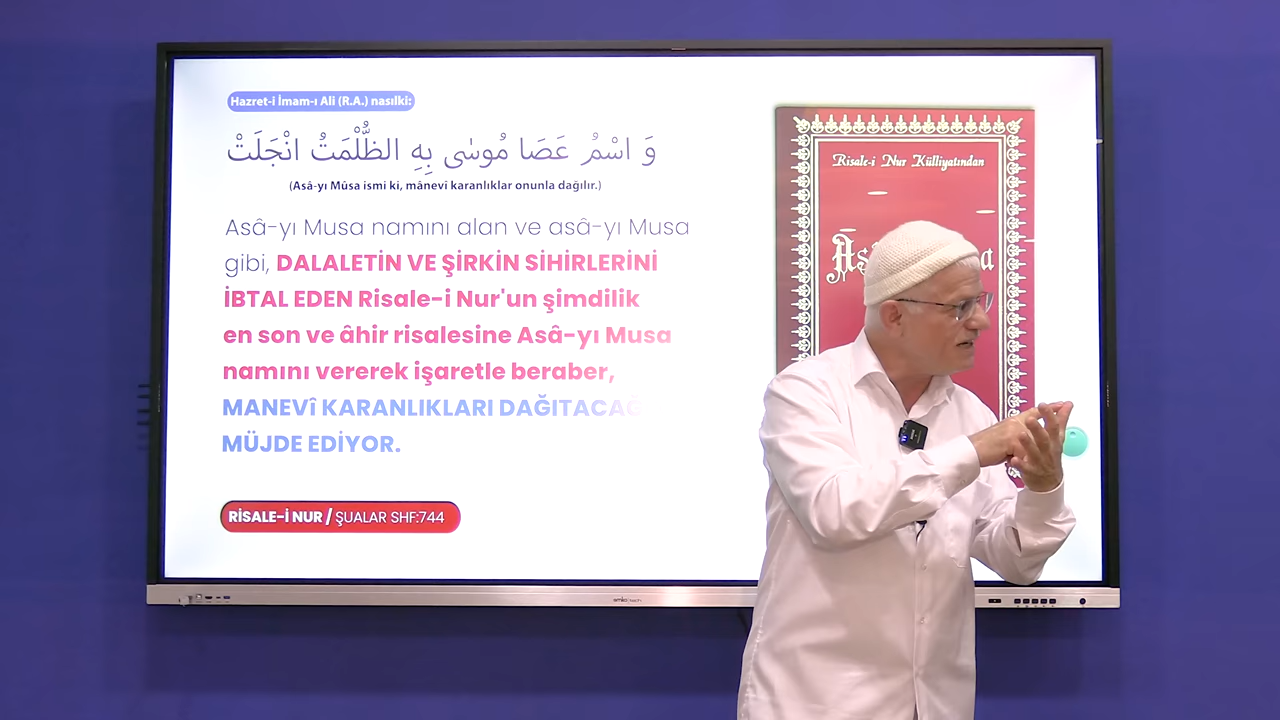 Hazret-i İmam-ı Ali (R.A.) nasılki:
وَ اسْمُ عَصَا مُوسٰى بِهِ الظُّلْمَتُ انْجَلَتْ
(Asâ-yı Mûsa ismi ki, mânevî karanlıklar onunla dağılır.)
Asâ-yı Musa namını alan ve asâ-yı Musa
gibi, DALALETİN VE ŞİRKİN SİHİRLERİNİ
İBTAL EDEN Risale-i Nur'un şimdilik
en son ve âhir risalesine Asâ-yı Musa
namını vererek işaretle beraber,
MANEVÎ KARANLIKLARI
MÜJDE EDİYOR.
RİSALE-İ NUR / ŞUALAR SHF:744
Risale-i Nur Külliyatından